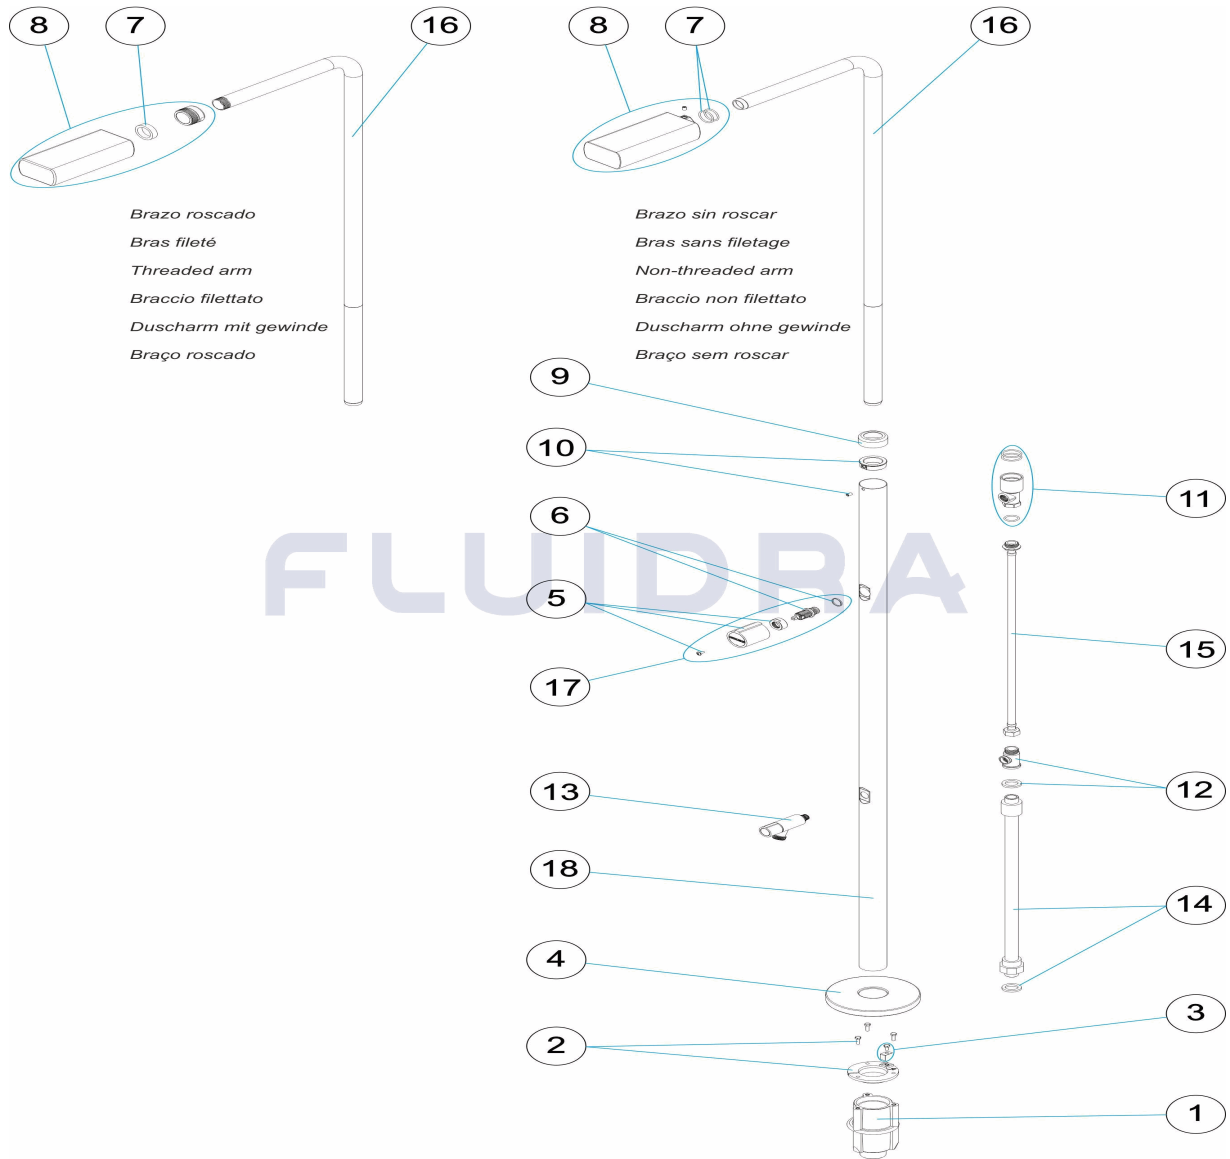 8
7
16
8
7
16
Brazo roscado
Bras fileté
Threaded arm
Braccio filettato
Duscharm mit gewinde
Braço roscado
Brazo sin roscar
Bras sans filetage
Non-threaded arm
Braccio non filettato
Duscharm ohne gewinde
Braço sem roscar
9
10
11
6
FLUIDRA
5
15
17
13
12
18
14
4
3
2
1